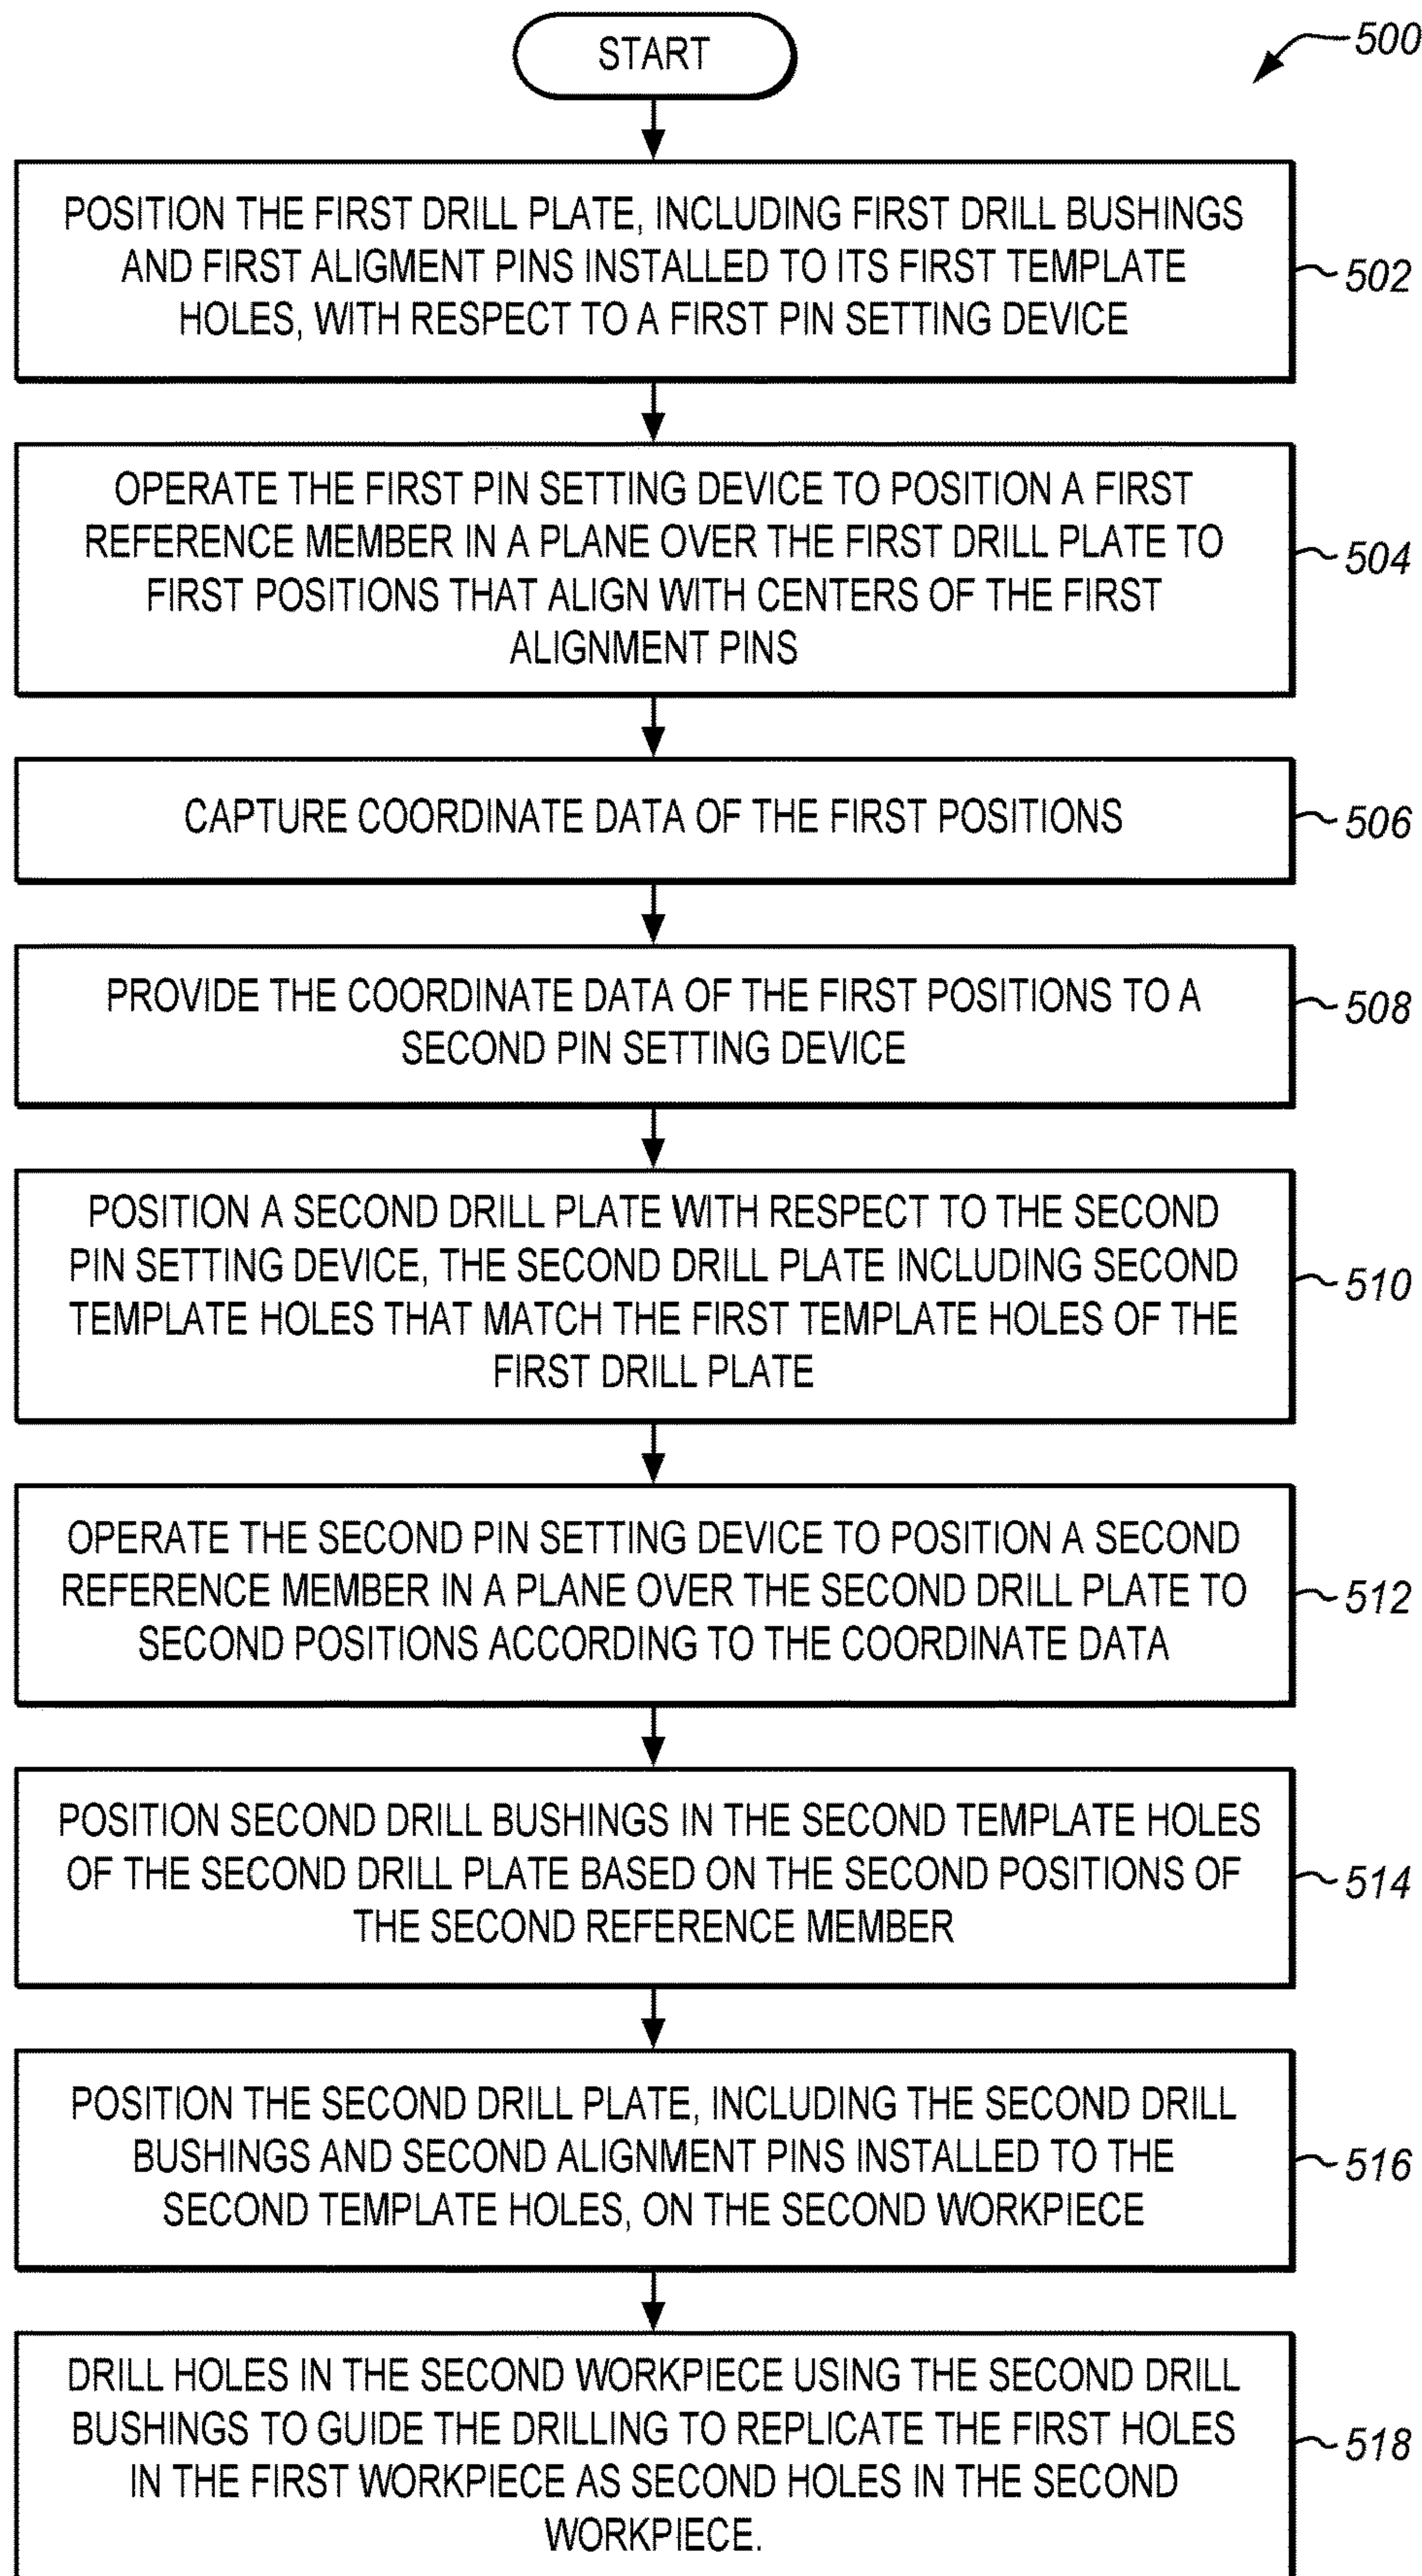 START
500
POSITION THE FIRST DRILL PLATE, INCLUDING FIRST DRILL BUSHINGS
AND FIRST ALIGMENT PINS INSTALLED TO ITS FIRST TEMPLATE
HOLES, WITH RESPECT TO A FIRST PIN SETTING DEVICE
502
OPERATE THE FIRST PIN SETTING DEVICE TO POSITION A FIRST
REFERENCE MEMBER IN A PLANE OVER THE FIRST DRILL PLATE TO
FIRST POSITIONS THAT ALIGN WITH CENTERS OF THE FIRST
ALIGNMENT PINS
504
CAPTURE COORDINATE DATA OF THE FIRST POSITIONS
506
PROVIDE THE COORDINATE DATA OF THE FIRST POSITIONS TO A
SECOND PIN SETTING DEVICE
508
POSITION A SECOND DRILL PLATE WITH RESPECT TO THE SECOND
PIN SETTING DEVICE, THE SECOND DRILL PLATE INCLUDING SECOND
TEMPLATE HOLES THAT MATCH THE FIRST TEMPLATE HOLES OF THE
FIRST DRILL PLATE
510
OPERATE THE SECOND PIN SETTING DEVICE TO POSITION A SECOND
REFERENCE MEMBER IN A PLANE OVER THE SECOND DRILL PLATE TO
SECOND POSITIONS ACCORDING TO THE COORDINATE DATA
512
POSITION SECOND DRILL BUSHINGS IN THE SECOND TEMPLATE HOLES
OF THE SECOND DRILL PLATE BASED ON THE SECOND POSITIONS OF
THE SECOND REFERENCE MEMBER
514
POSITION THE SECOND DRILL PLATE, INCLUDING THE SECOND DRILL
BUSHINGS AND SECOND ALIGNMENT PINS INSTALLED TO THE
SECOND TEMPLATE HOLES, ON THE SECOND WORKPIECE
516
DRILL HOLES IN THE SECOND WORKPIECE USING THE SECOND DRILL
BUSHINGS TO GUIDE THE DRILLING TO REPLICATE THE FIRST HOLES
IN THE FIRST WORKPIECE AS SECOND HOLES IN THE SECOND
WORKPIECE.
518